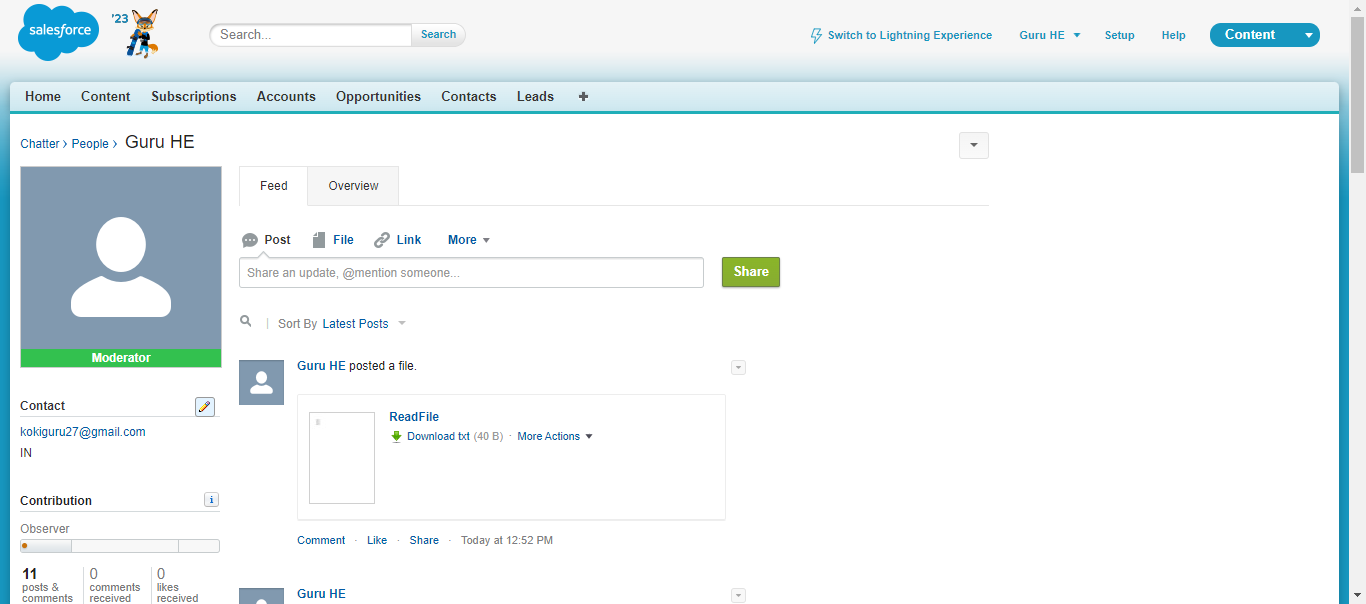 salesforce
'23
Search...
Search
Switch to Lightning Experience
Guru HE
Setup
Help
Content
Home
Content
Subscriptions
Accounts
Opportunities
Contacts
Leads
+
Chatter › People › Guru HE
Feed
Overview
Post
File
Link
More
Share an update, @mention someone...
Share
Sort By Latest Posts
Moderator
Guru HE posted a file.
ReadFile
Download txt (40 B) · More Actions
Comment · Like · Share · Today at 12:52 PM
Contact
kokiguru27@gmail.com
IN
Contribution
i
Observer
11
posts &
comments
0
comments
received
0
likes
received
Guru HE